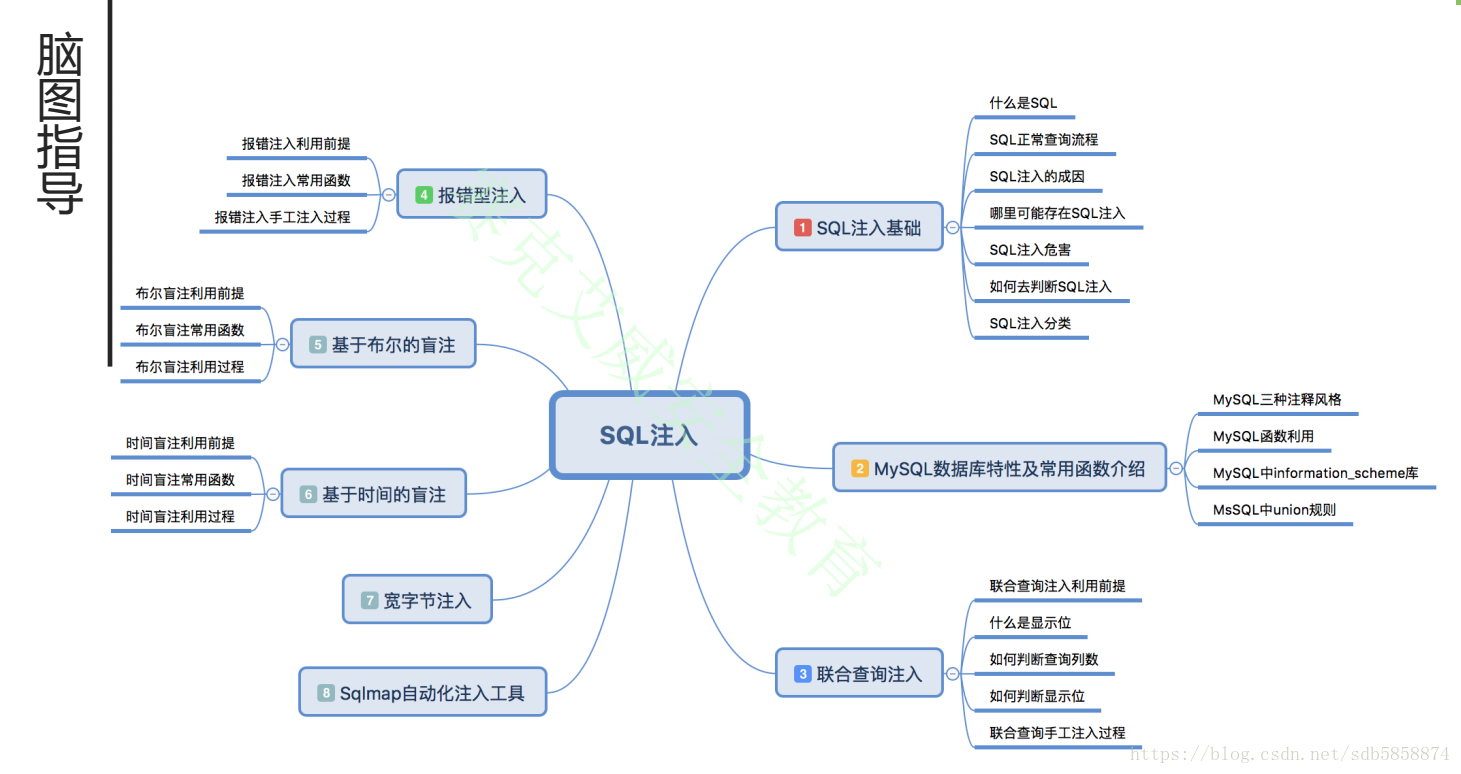 脑图指导
SQL注入
1 SQL注入基础
什么是SQL
SQL正常查询流程
SQL注入的成因
哪里可能存在SQL注入
SQL注入危害
如何去判断SQL注入
SQL注入分类
2 MySQL数据库特性及常用函数介绍
MySQL三种注释风格
MySQL函数利用
MySQL中information_scheme库
MsSQL中union规则
3 联合查询注入
联合查询注入利用前提
什么是显示位
如何判断查询列数
如何判断显示位
联合查询手工注入过程
4 报错型注入
报错注入利用前提
报错注入常用函数
报错注入手工注入过程
5 基于布尔的盲注
布尔盲注利用前提
布尔盲注常用函数
布尔盲注利用过程
6 基于时间的盲注
时间盲注利用前提
时间盲注常用函数
时间盲注利用过程
7 宽字节注入
8 Sqlmap自动化注入工具
克艾威安全教育
https://blog.csdn.net/sdb5858874